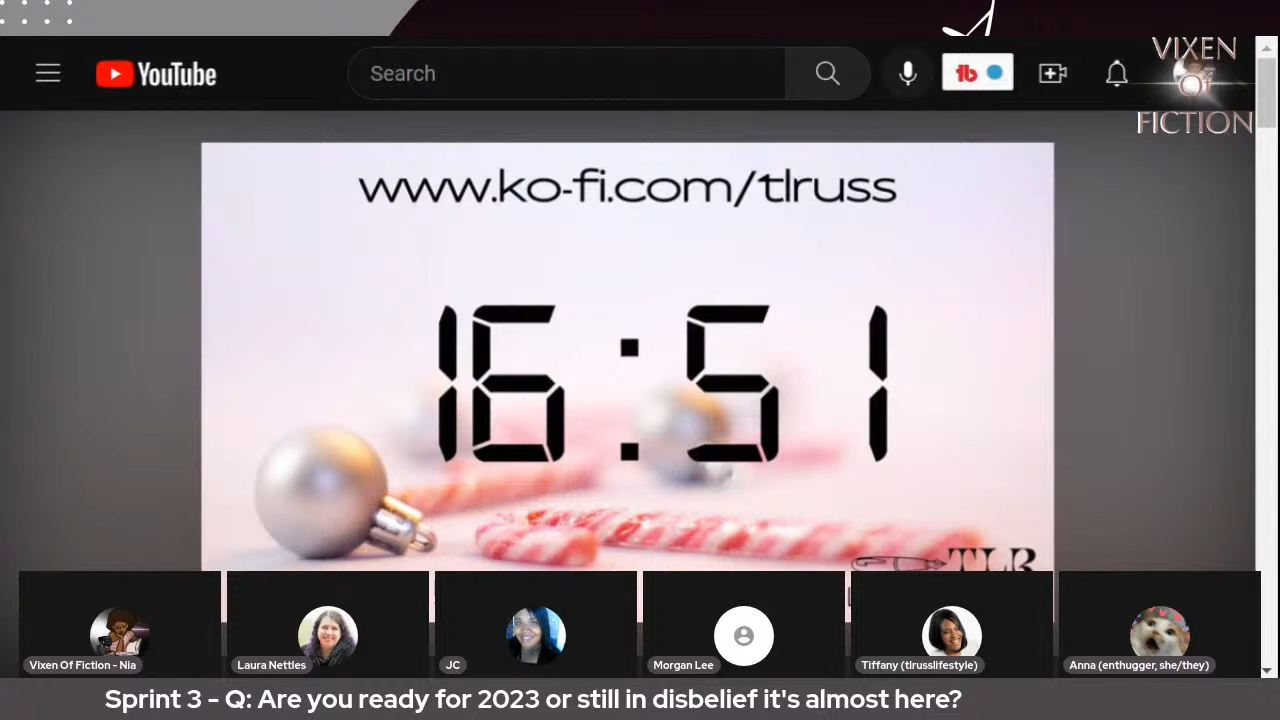 YouTube
Search
VIXEN
Of
FICTION
www.ko-fi.com/tlruss
16:51
TLR
Vixen Of Fiction - Nia
Laura Nettles
JC
Morgan Lee
Tiffany (tlrusslifestyle)
Anna (enthugger, she/they)
Sprint 3 - Q: Are you ready for 2023 or still in disbelief it's almost here?